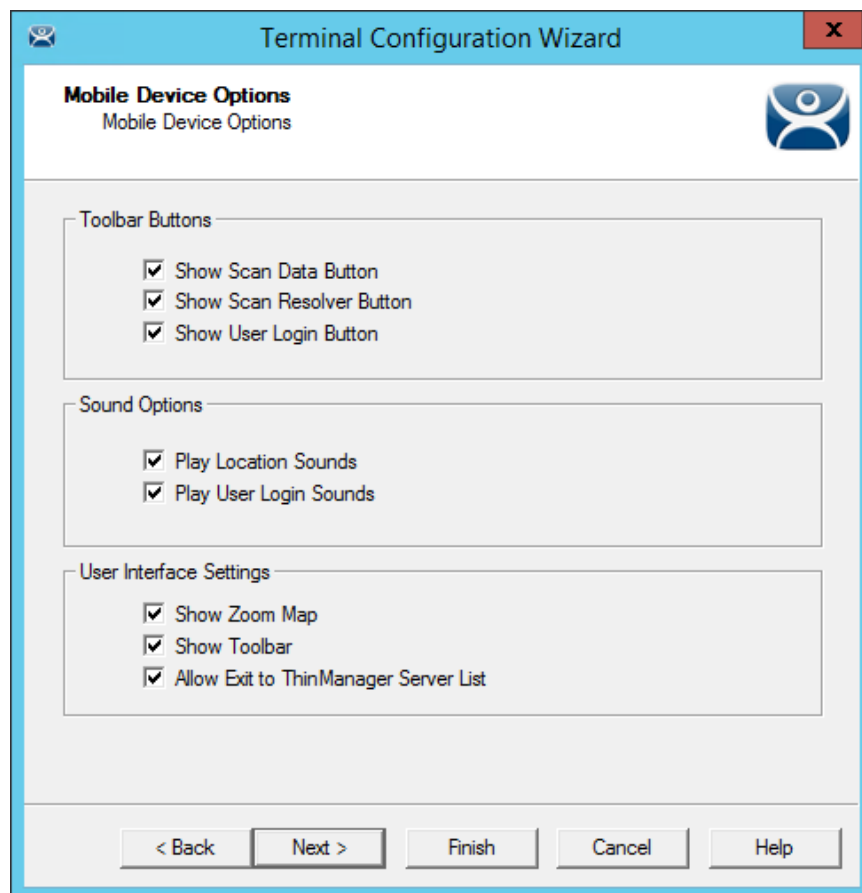 Terminal Configuration Wizard
x
Mobile Device Options
Mobile Device Options
Toolbar Buttons
Show Scan Data Button
Show Scan Resolver Button
Show User Login Button
Sound Options
Play Location Sounds
Play User Login Sounds
User Interface Settings
Show Zoom Map
Show Toolbar
Allow Exit to ThinManager Server List
< Back Next > Finish Cancel Help